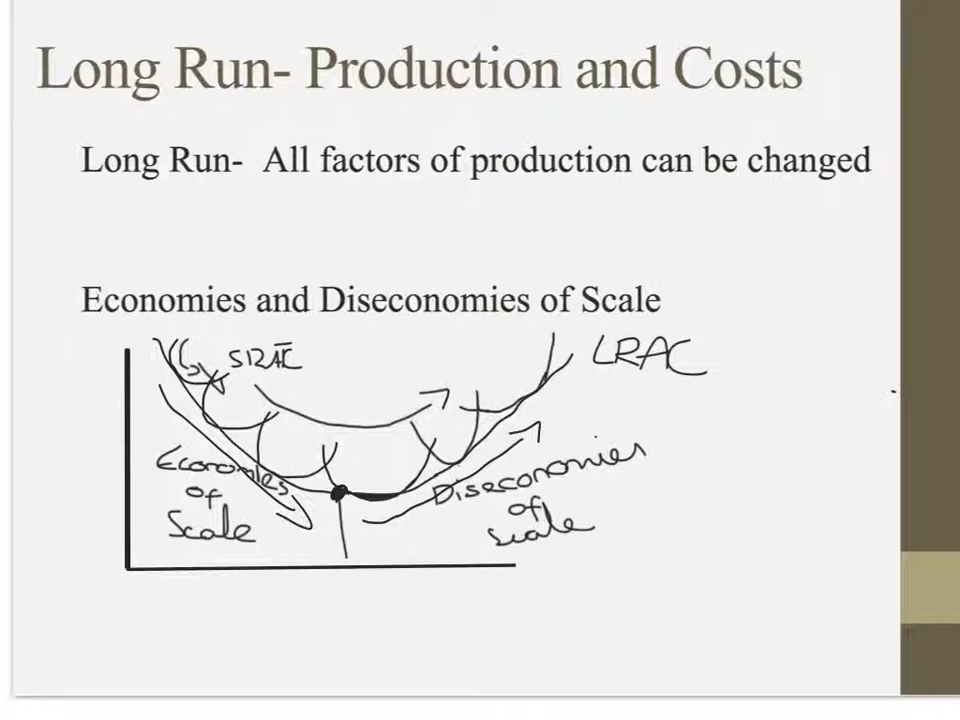 Long Run- Production and Costs
Long Run- All factors of production can be changed
Economies and Diseconomies of Scale
SRAC
LRAC
Economies
of
Scale
Diseconomies
of
Scale